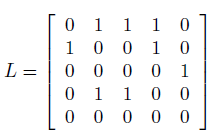 0 1 1 1 0
1 0 0 1 0
L = 0 0 0 0 1
0 1 1 0 0
0 0 0 0 0